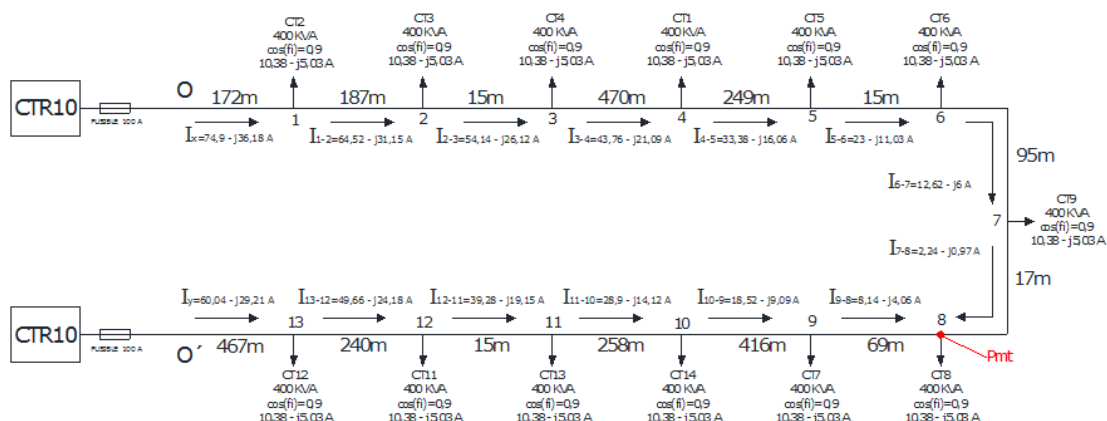 CT2
400 KVA
cos(fi)=0,9
10,38 - j5,03 A
CT3
400 KVA
cos(fi)=0,9
10,38 - j5,03 A
CT4
400 KVA
cos(fi)=0,9
10,38 - j5,03 A
CT1
400 KVA
cos(fi)=0,9
10,38 - j5,03 A
CT5
400 KVA
cos(fi)=0,9
10,38 - j5,03 A
CT6
400 KVA
cos(fi)=0,9
10,38 - j5,03 A
CTR10
FUSIBLE 100 A
O
172m
187m
15m
470m
249m
15m
1
2
3
4
5
6
Ix=74,9 - j36,18 A
I1-2=64,52 - j31,15 A
I2-3=54,14 - j26,12 A
I3-4=43,76 - j21,09 A
I4-5=33,38 - j16,06 A
I5-6=23 - j11,03 A
95m
I6-7=12,62 - j6 A
7
CT9
400 KVA
cos(fi)=0,9
10,38 - j5,03 A
I7-8=2,24 - j0,97 A
17m
Iy=60,04 - j29,21 A
I13-12=49,66 - j24,18 A
I12-11=39,28 - j19,15 A
I11-10=28,9 - j14,12 A
I10-9=18,52 - j9,09 A
I9-8=8,14 - j4,06 A
CTR10
FUSIBLE 100 A
13
12
11
10
9
8
O´
467m
240m
15m
258m
416m
69m
Pmt
CT12
400 KVA
cos(fi)=0,9
10,38 - j5,03 A
CT11
400 KVA
cos(fi)=0,9
10,38 - j5,03 A
CT13
400 KVA
cos(fi)=0,9
10,38 - j5,03 A
CT14
400 KVA
cos(fi)=0,9
10,38 - j5,03 A
CT7
400 KVA
cos(fi)=0,9
10,38 - j5,03 A
CT8
400 KVA
cos(fi)=0,9
10,38 - j5,03 A